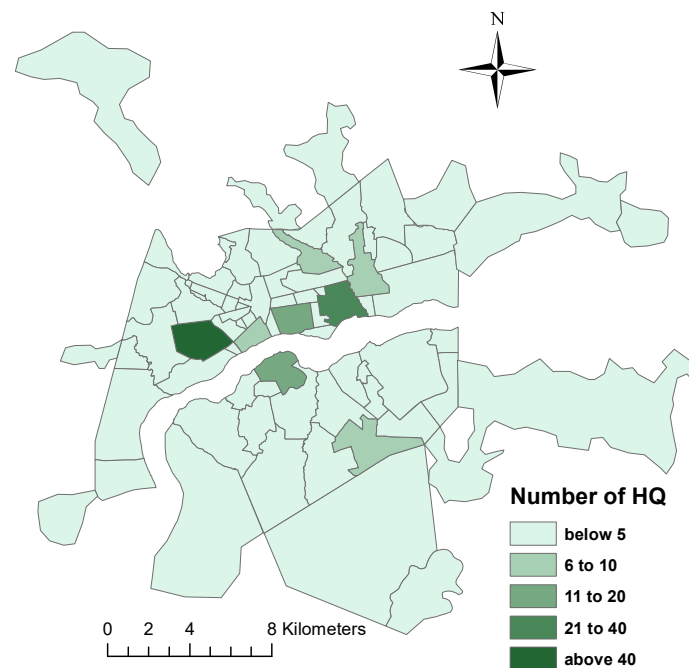 N
Number of HQ
below 5
6 to 10
11 to 20
21 to 40
above 40
0 2 4 8 Kilometers